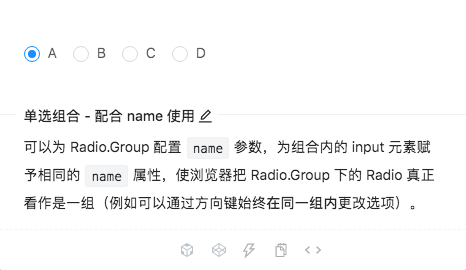 A B C D
单选组合 - 配合 name 使用
可以为 Radio.Group 配置 name 参数，为组合内的 input 元素赋
予相同的 name 属性，使浏览器把 Radio.Group 下的 Radio 真正
看作是一组（例如可以通过方向键始终在同一组内更改选项）。